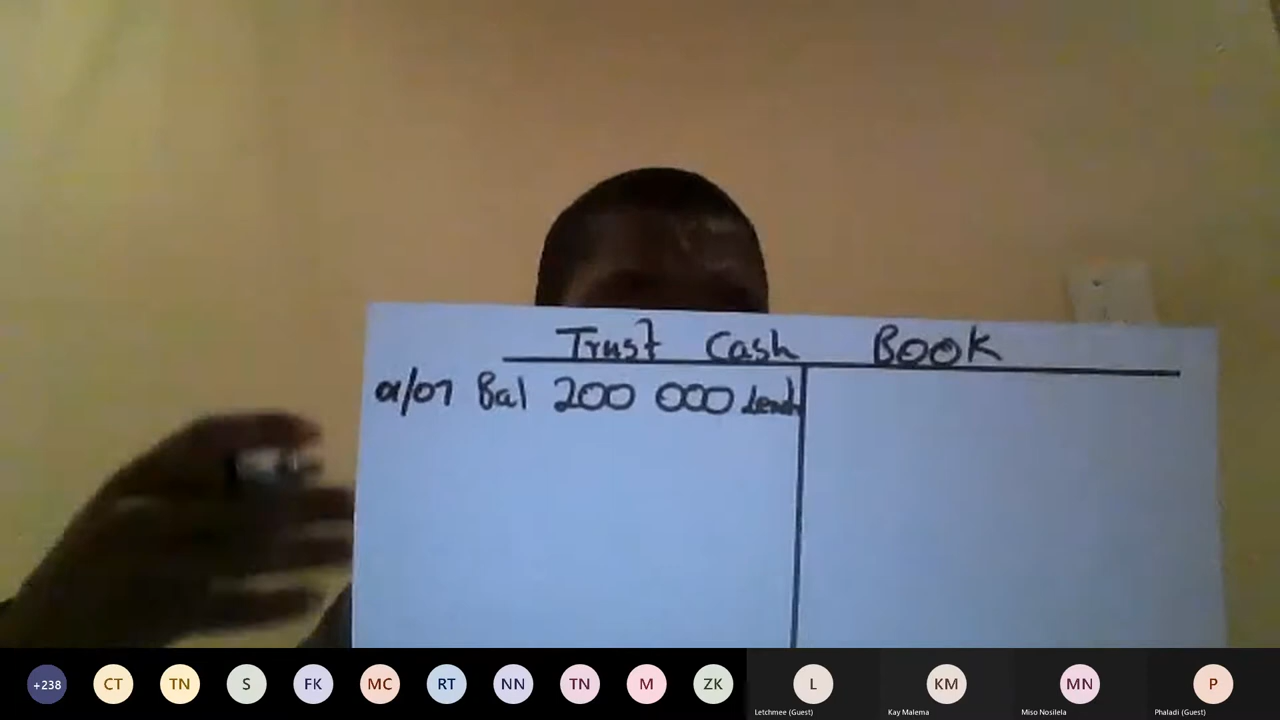 Trust Cash Book
01/07 Bal 200 000
+238 CT TN S FK MC RT NN TN M ZK L KM MN P
Letchmee (Guest) Kay Malema Miso Nosilela Phaladi (Guest)